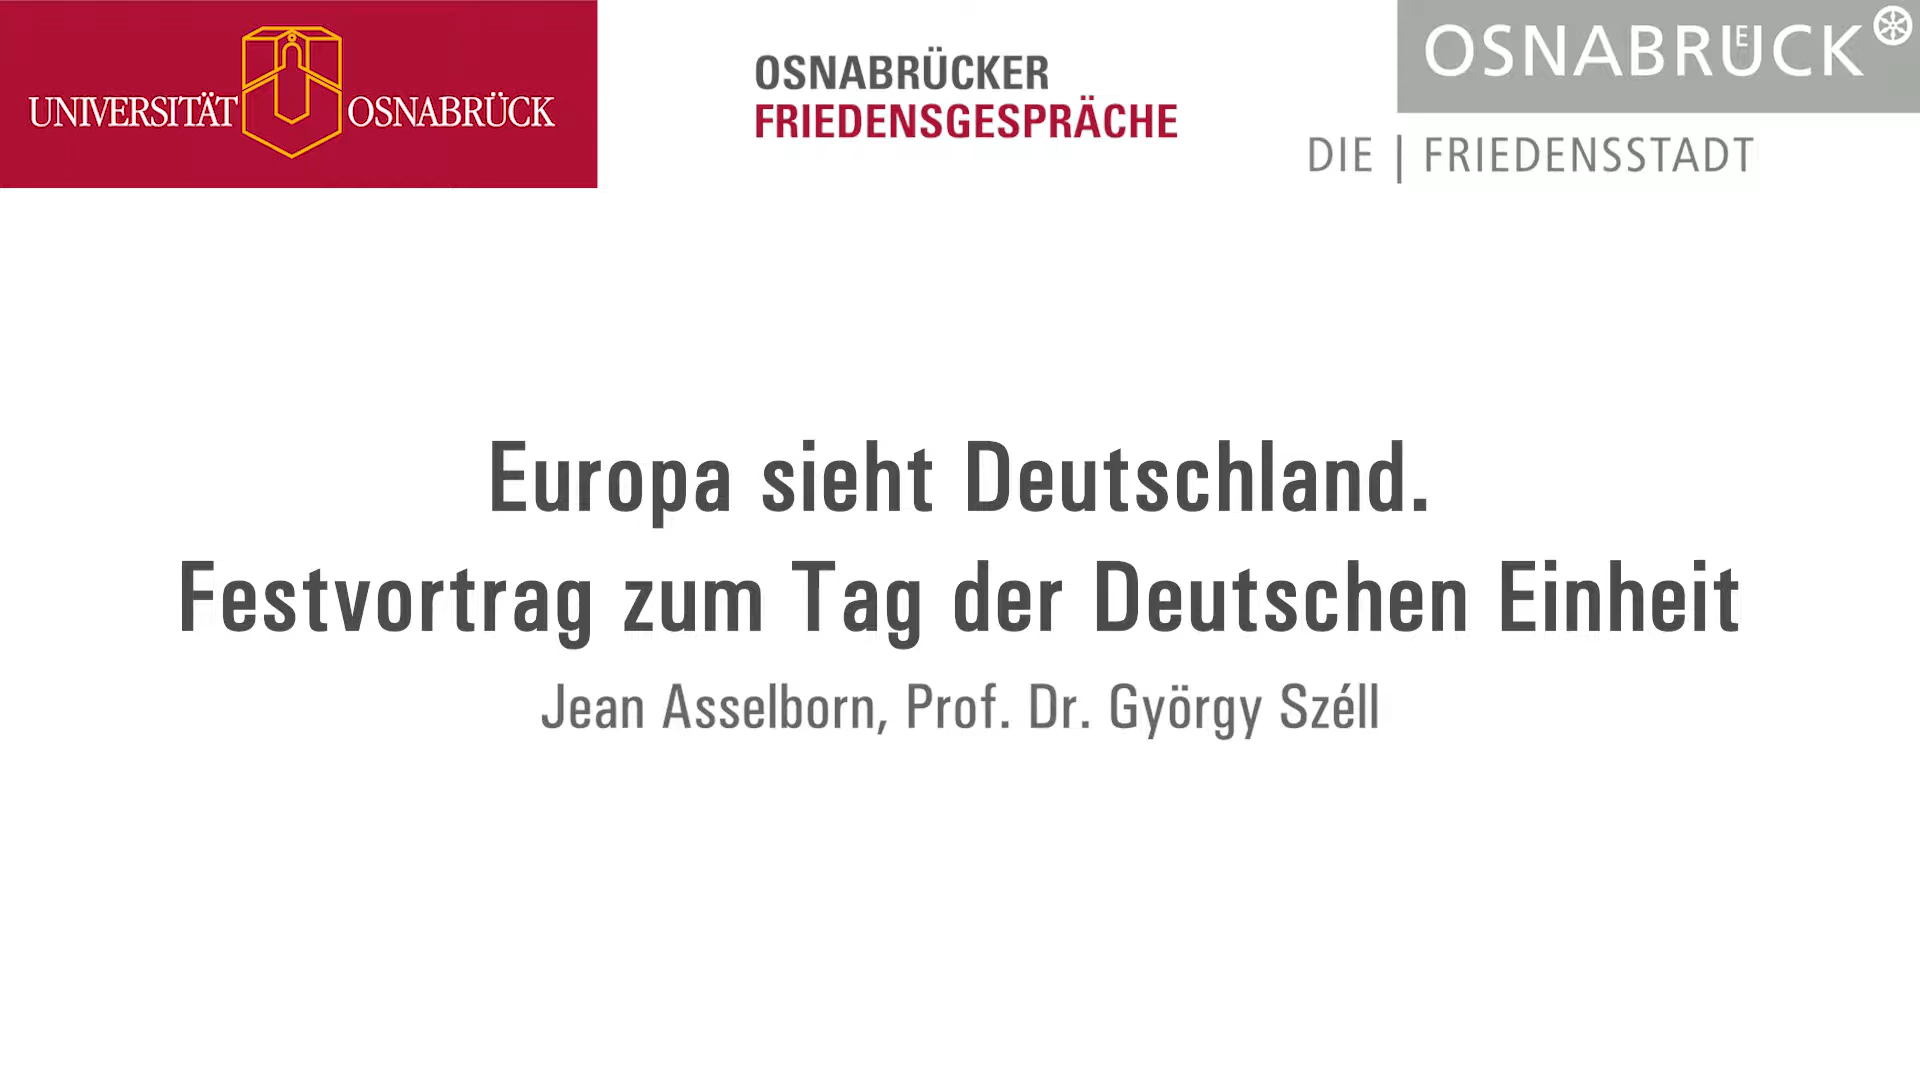 UNIVERSITÄT OSNABRÜCK
OSNABRÜCKER
FRIEDENSGESPRÄCHE
OSNABRÜECK
DIE | FRIEDENSSTADT
Europa sieht Deutschland.
Festvortrag zum Tag der Deutschen Einheit
Jean Asselborn, Prof. Dr. György Széll